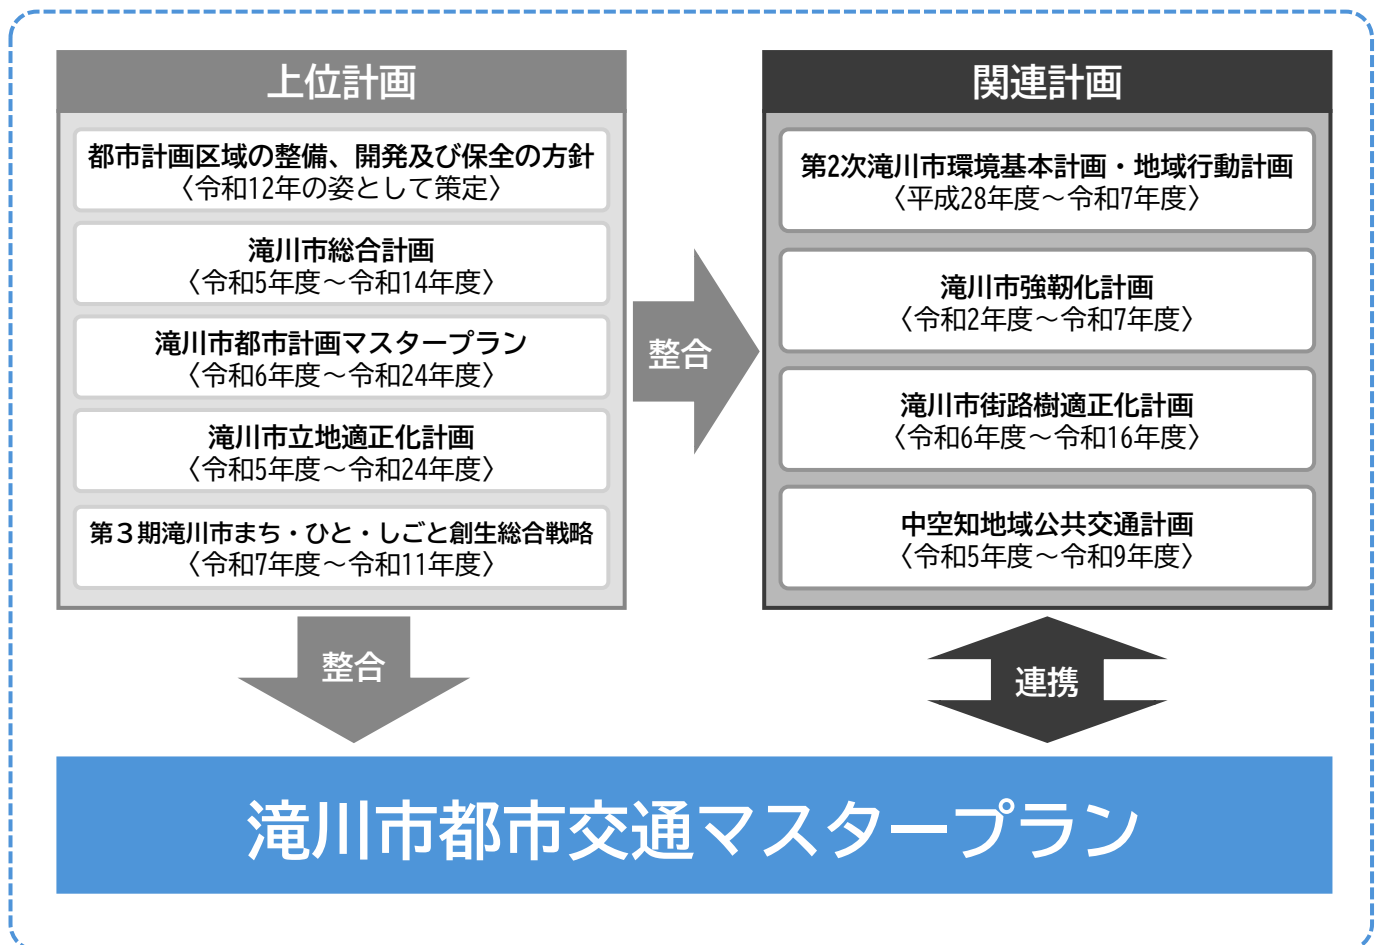 上位計画
都市計画区域の整備、開発及び保全の方針
〈令和12年の姿として策定〉
滝川市総合計画
〈令和5年度～令和14年度〉
滝川市都市計画マスタープラン
〈令和6年度～令和24年度〉
滝川市立地適正化計画
〈令和5年度～令和24年度〉
第３期滝川市まち・ひと・しごと創生総合戦略
〈令和7年度～令和11年度〉
整合
関連計画
第2次滝川市環境基本計画・地域行動計画
〈平成28年度～令和7年度〉
滝川市強靭化計画
〈令和2年度～令和7年度〉
滝川市街路樹適正化計画
〈令和6年度～令和16年度〉
中空知地域公共交通計画
〈令和5年度～令和9年度〉
整合
連携
滝川市都市交通マスタープラン